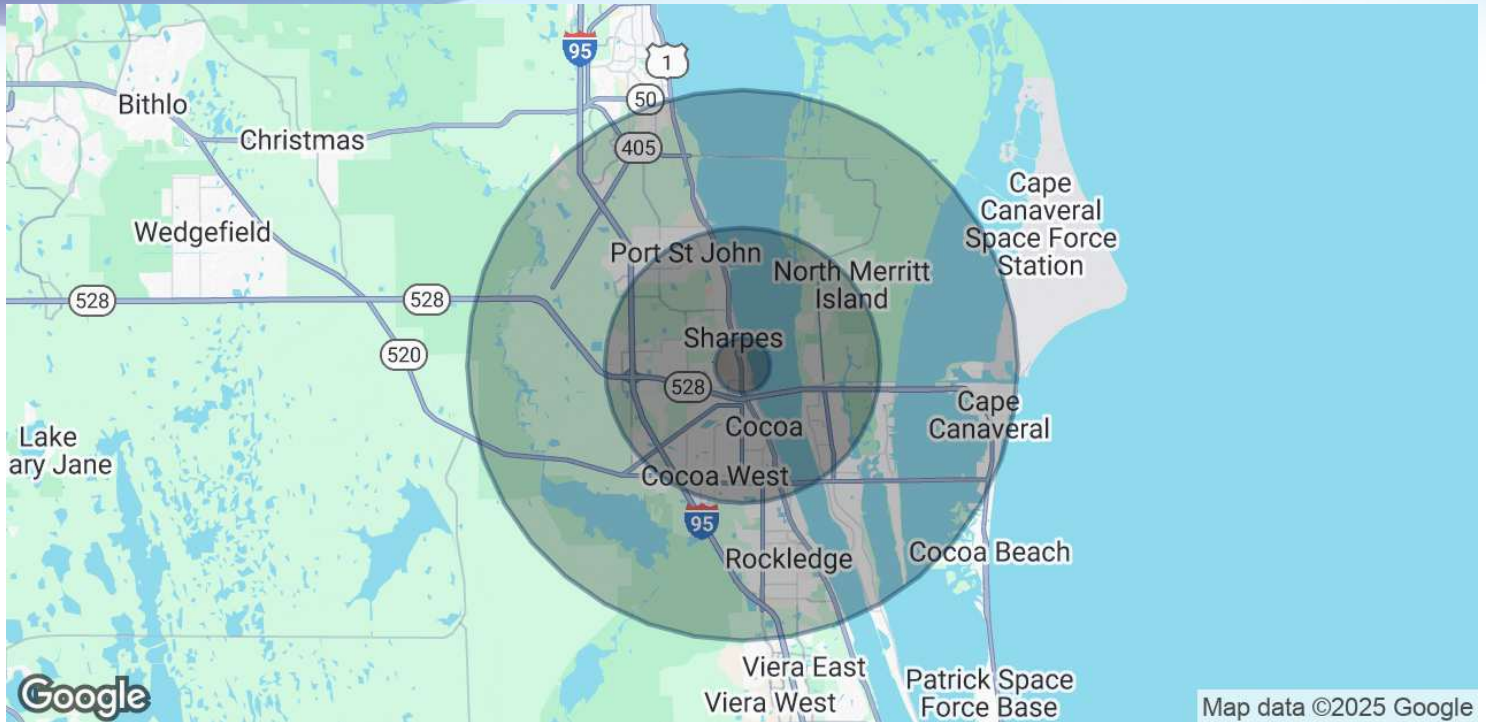 95
1
Bithlo
50
Christmas
405
Cape
Canaveral
Space Force
Station
Wedgefield
Port St John
North Merritt
Island
528
528
Sharpes
520
528
Cape
Canaveral
Cocoa
Lake
ary Jane
Cocoa West
95
Rockledge
Cocoa Beach
Viera East
Viera West
Patrick Space
Force Base
Google
Map data ©2025 Google